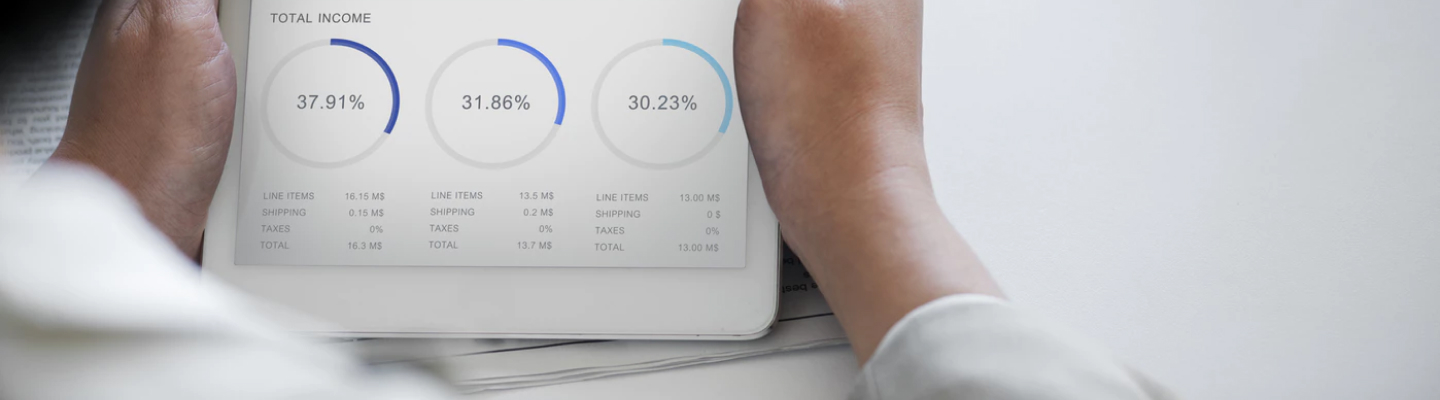 TOTAL INCOME
37.91% 31.86% 30.23%
LINE ITEMS 16.15 M$ LINE ITEMS 13.5 M$ LINE ITEMS 13.00 M$
SHIPPING 0.15 M$ SHIPPING 0.2 M$ SHIPPING 0 $
TAXES 0% TAXES 0% TAXES 0%
TOTAL 16.3 M$ TOTAL 13.7 M$ TOTAL 13.00 M$